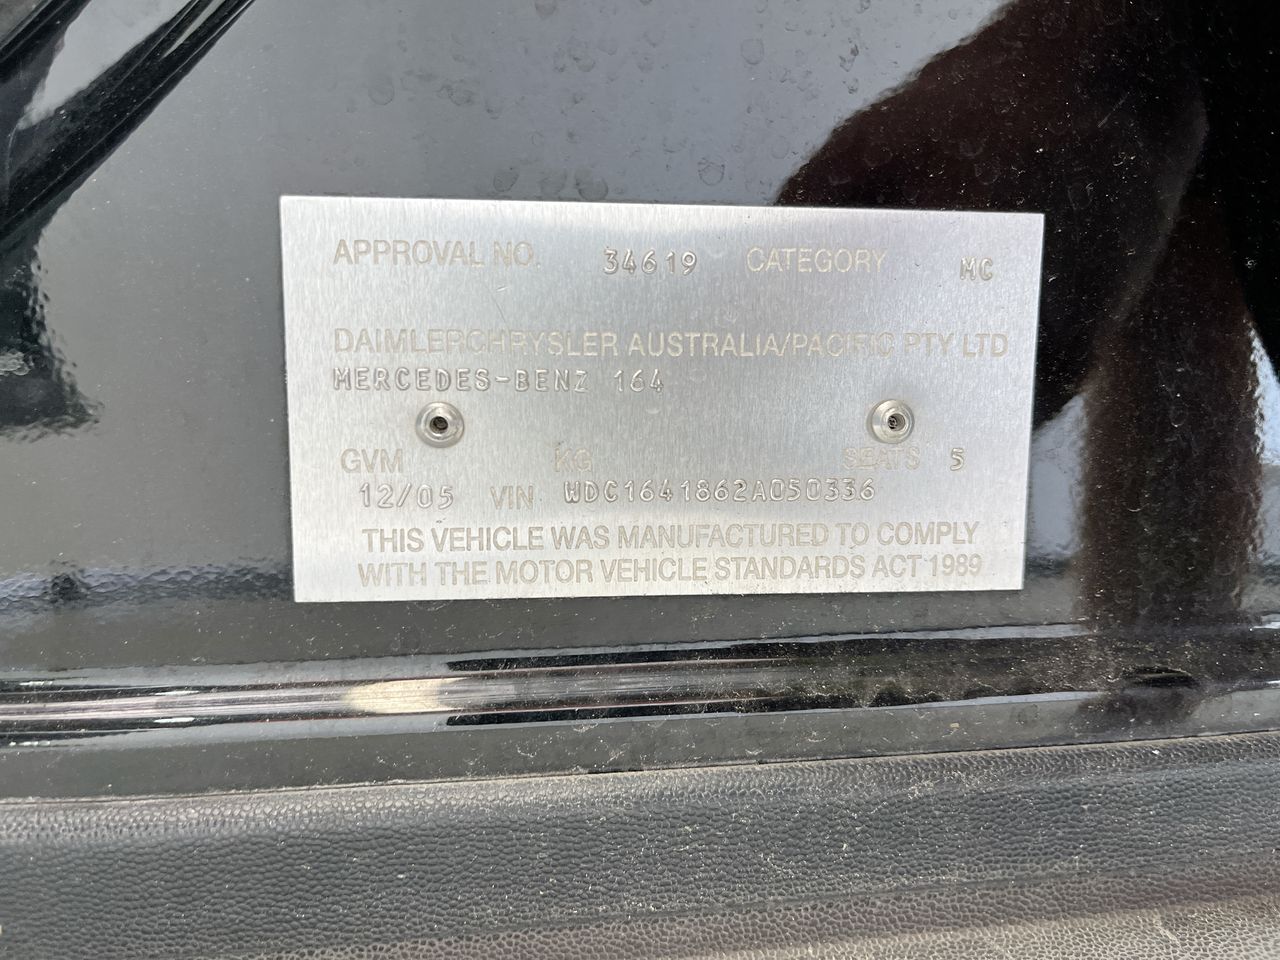 APPROVAL NO. 34619 CATEGORY MC
DAIMLERCHRYSLER AUSTRALIA/PACIFIC PTY LTD
MERCEDES-BENZ 164
GVM KG SEATS 5
12/05 VIN WDC1641862A050336
THIS VEHICLE WAS MANUFACTURED TO COMPLY
WITH THE MOTOR VEHICLE STANDARDS ACT 1989